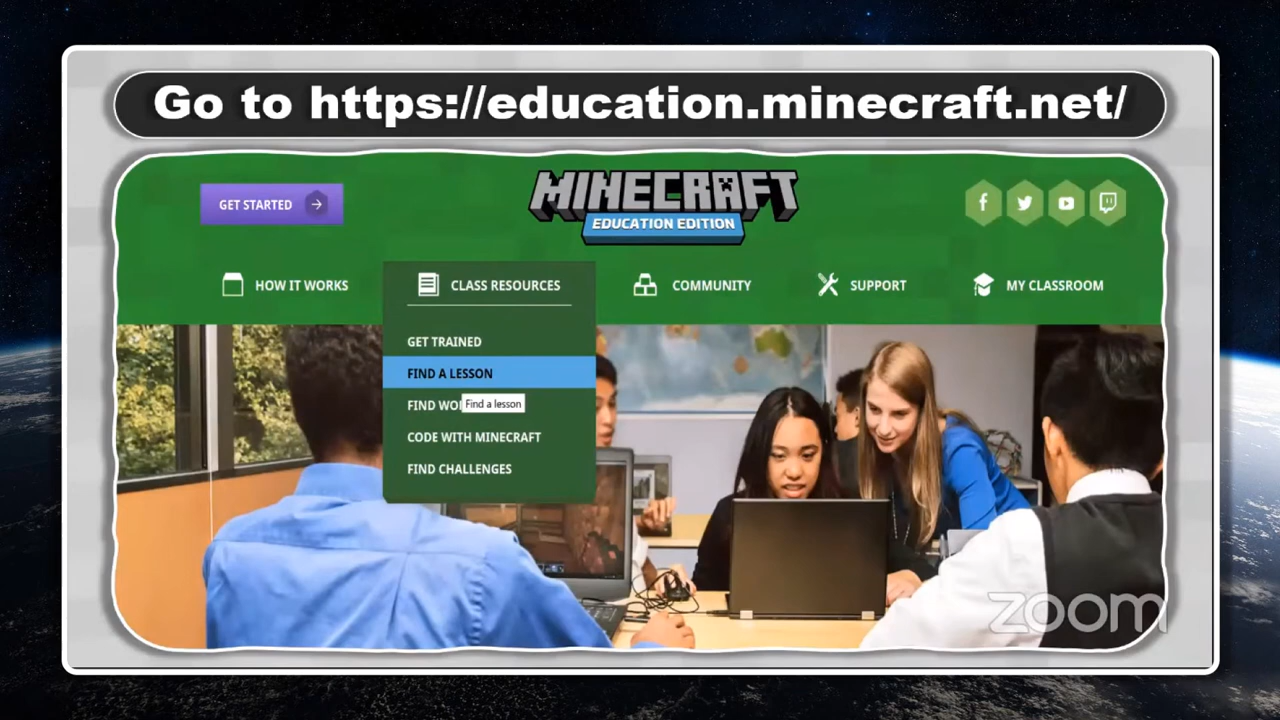 Go to https://education.minecraft.net/
GET STARTED
MINECRAFT
EDUCATION EDITION
HOW IT WORKS
CLASS RESOURCES
COMMUNITY
SUPPORT
MY CLASSROOM
GET TRAINED
FIND A LESSON
FIND
Find a lesson
CODE WITH MINECRAFT
FIND CHALLENGES
zoom